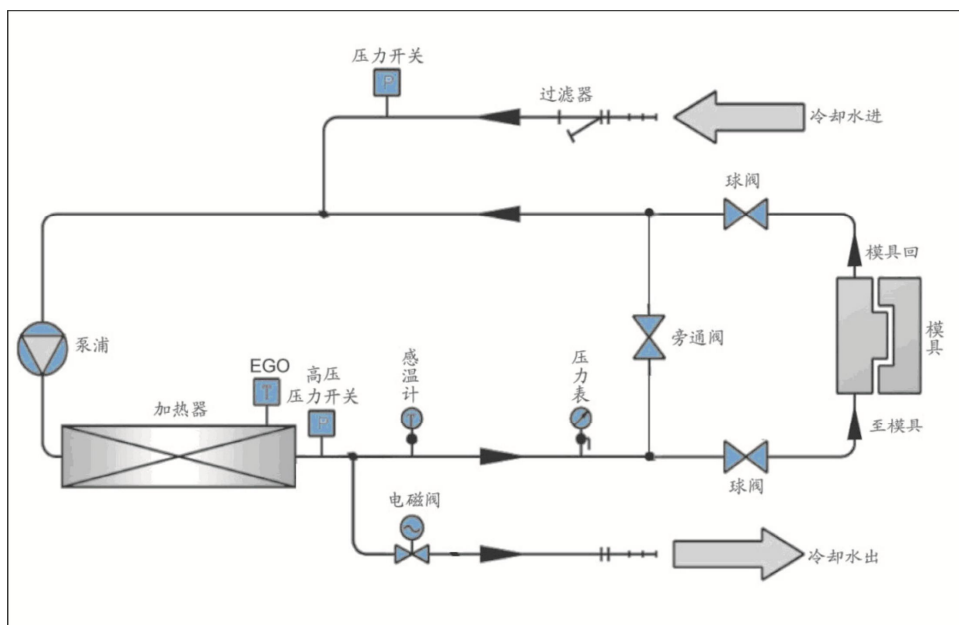 压力开关
P
过滤器
冷却水进
球阀
模具回
泵浦
旁通阀
模具
EGO
T
高压
压力开关
P
感温计
T
压力表
加热器
至模具
球阀
电磁阀
冷却水出